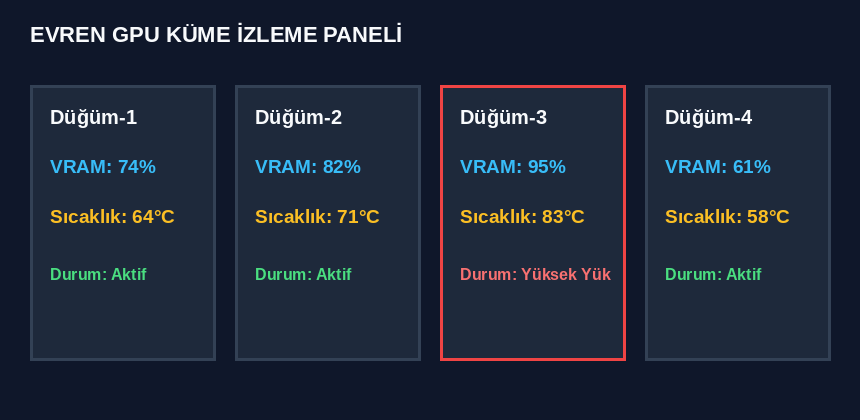 EVREN GPU KÜME İZLEME PANELİ
Düğüm-1
VRAM: 74%
Sıcaklık: 64°C
Durum: Aktif
Düğüm-2
VRAM: 82%
Sıcaklık: 71°C
Durum: Aktif
Düğüm-3
VRAM: 95%
Sıcaklık: 83°C
Durum: Yüksek Yük
Düğüm-4
VRAM: 61%
Sıcaklık: 58°C
Durum: Aktif